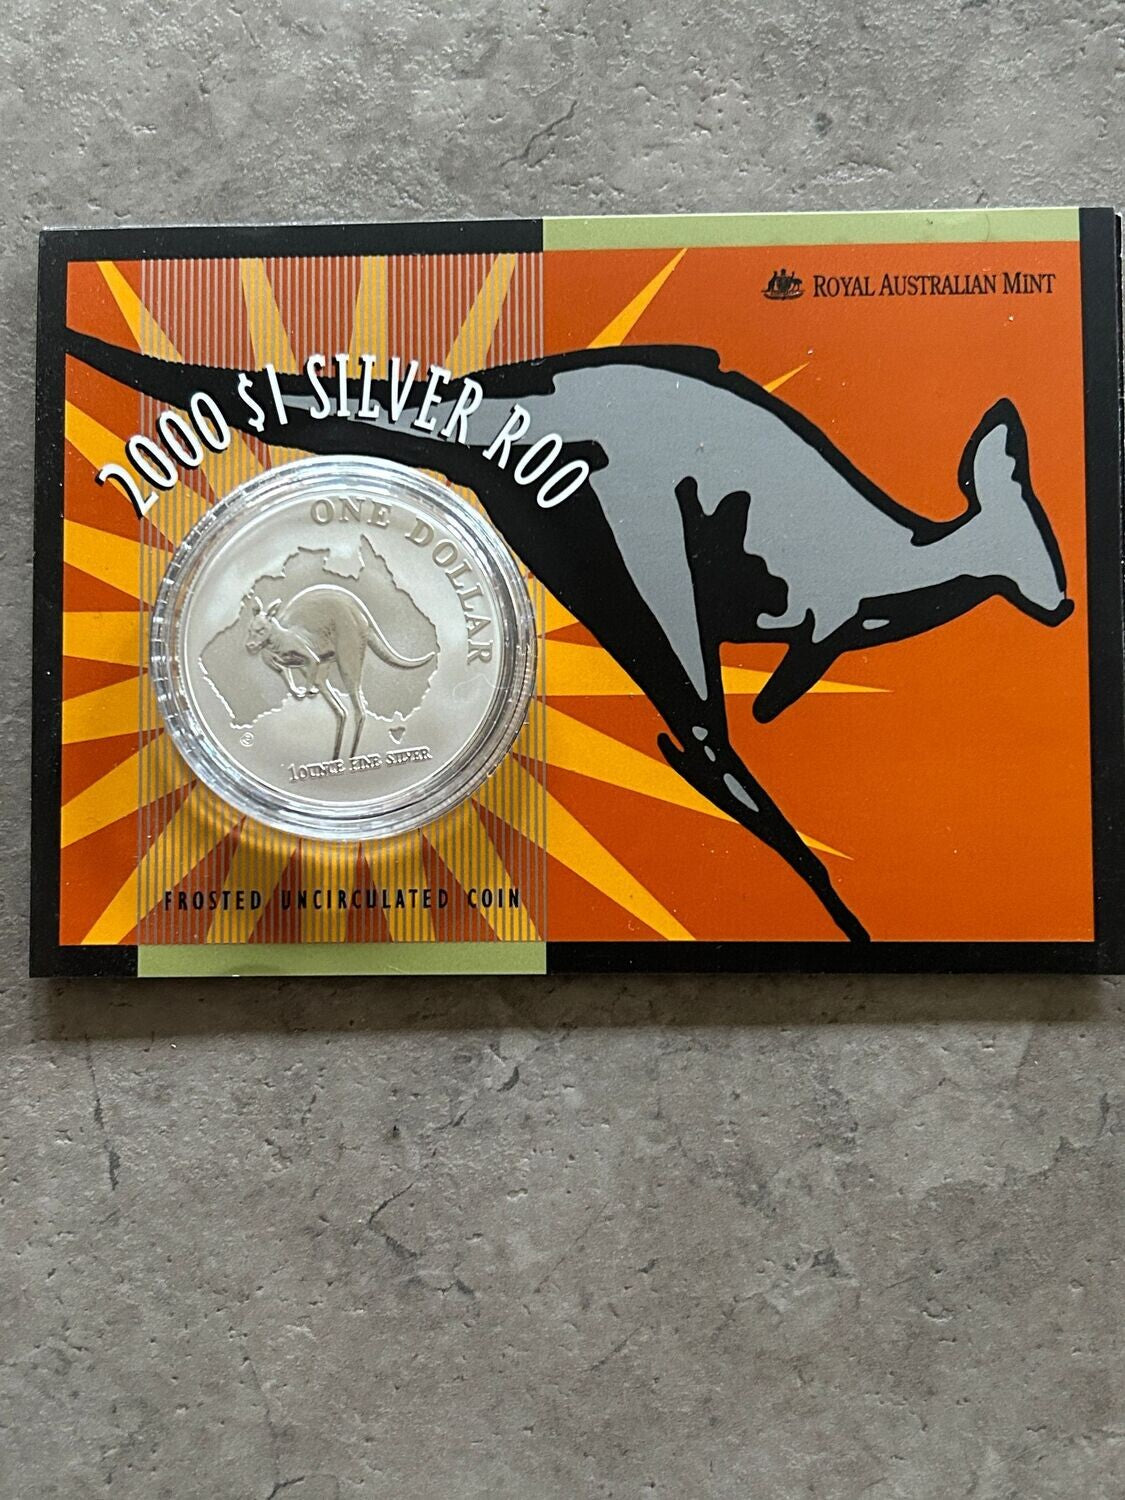 ROYAL AUSTRALIAN MINT
2000 $1 SILVER ROO
ONE DOLLAR
1 OUNCE FINE SILVER
FROSTED UNCIRCULATED COIN